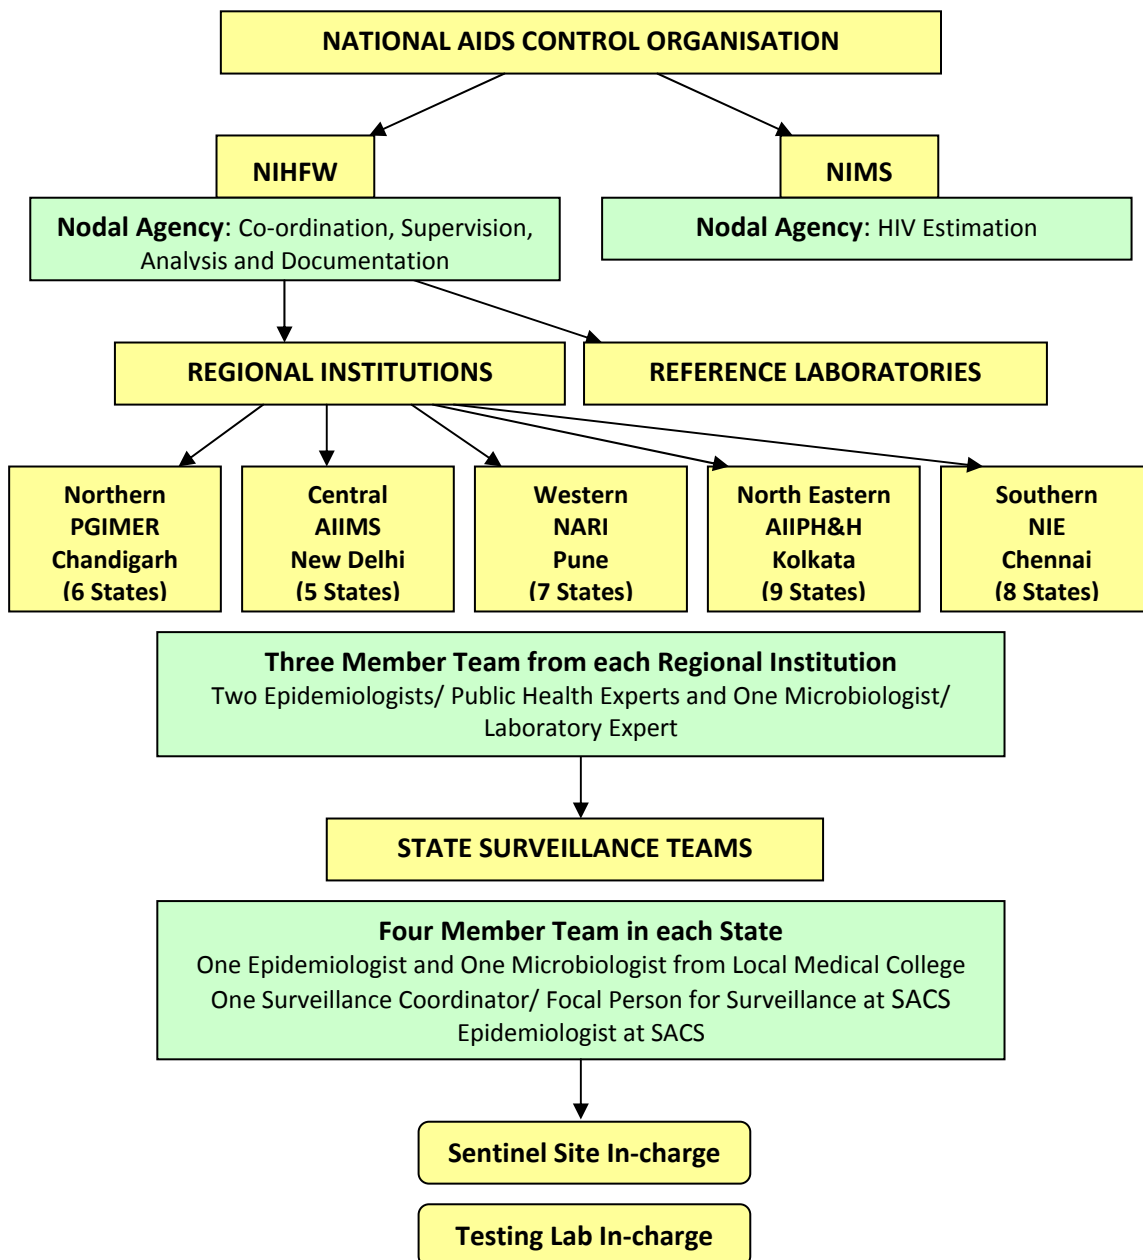 NATIONAL AIDS CONTROL ORGANISATION
NIHFW
NIMS
Nodal Agency: Co-ordination, Supervision,
Analysis and Documentation
Nodal Agency: HIV Estimation
REGIONAL INSTITUTIONS
REFERENCE LABORATORIES
Northern
PGIMER
Chandigarh
(6 States)
Central
AIIMS
New Delhi
(5 States)
Western
NARI
Pune
(7 States)
North Eastern
AIIPH&H
Kolkata
(9 States)
Southern
NIE
Chennai
(8 States)
Three Member Team from each Regional Institution
Two Epidemiologists/ Public Health Experts and One Microbiologist/
Laboratory Expert
STATE SURVEILLANCE TEAMS
Four Member Team in each State
One Epidemiologist and One Microbiologist from Local Medical College
One Surveillance Coordinator/ Focal Person for Surveillance at SACS
Epidemiologist at SACS
Sentinel Site In-charge
Testing Lab In-charge